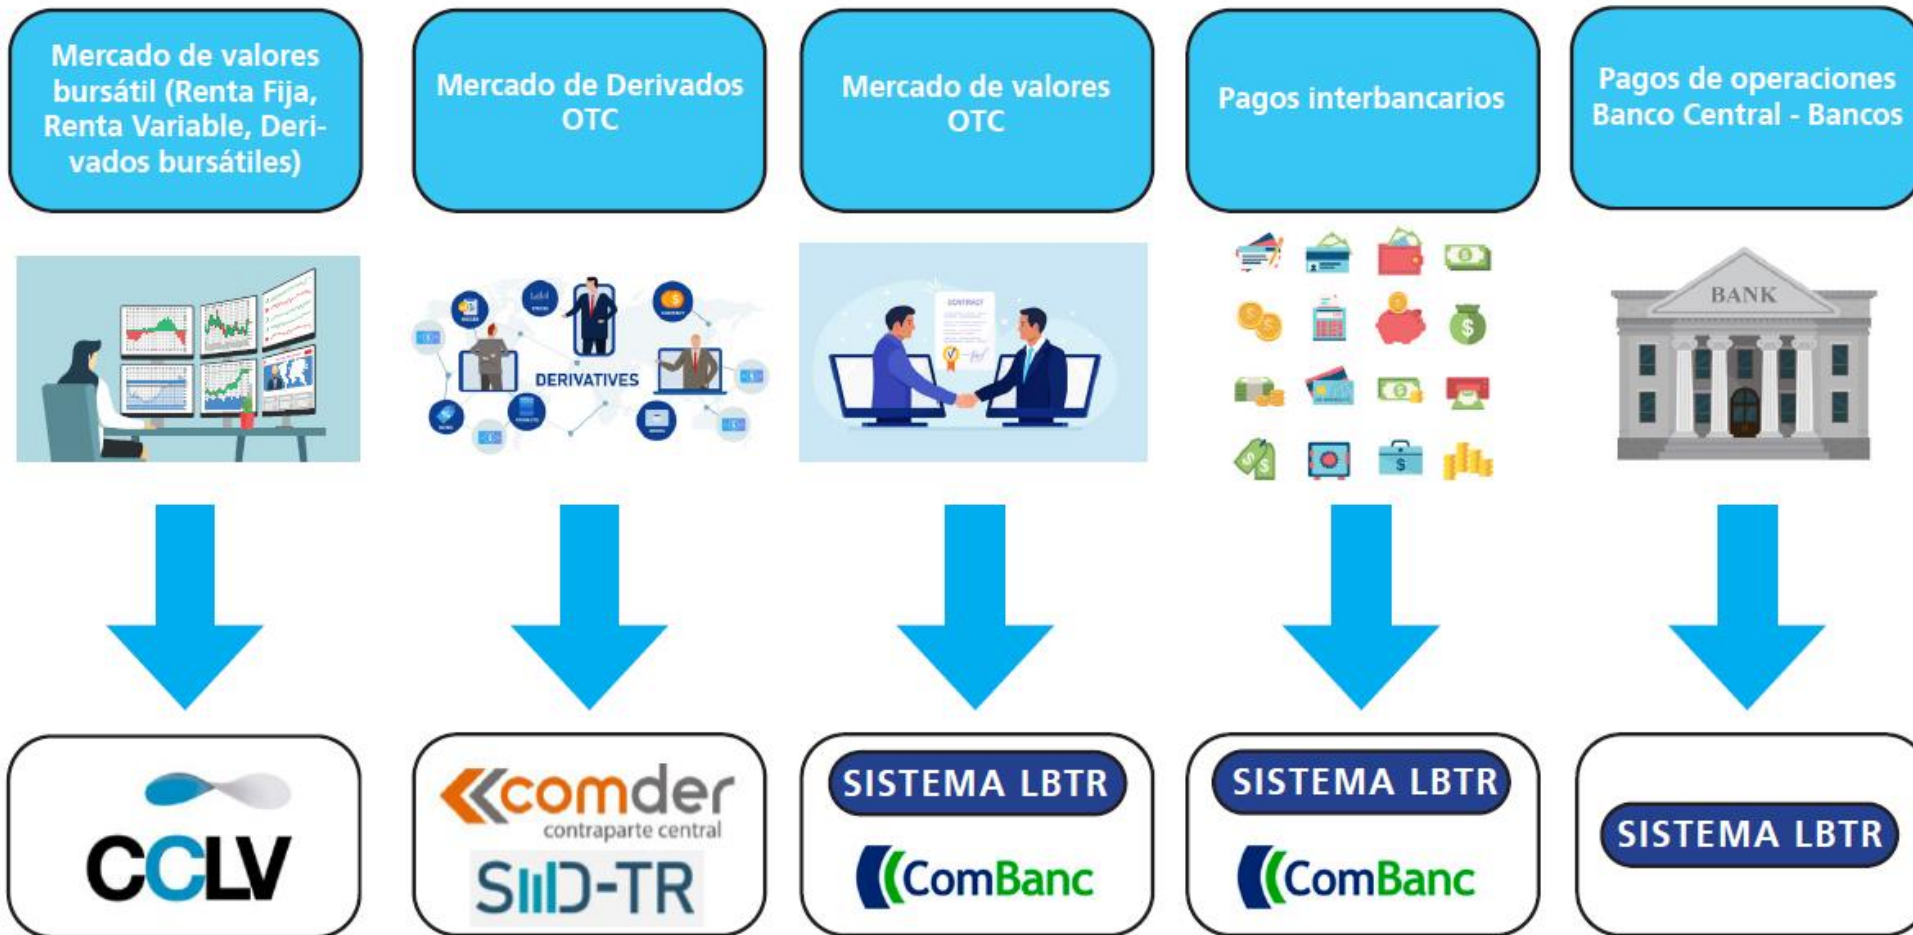 Mercado de valores
bursátil (Renta Fija,
Renta Variable, Deri-
vados bursátiles)
Mercado de Derivados
OTC
Mercado de valores
OTC
Pagos interbancarios
Pagos de operaciones
Banco Central - Bancos
DERIVATIVES
CONTRACT
BANK
CCLV
comder
contraparte central
SIID-TR
SISTEMA LBTR
ComBanc
SISTEMA LBTR
ComBanc
SISTEMA LBTR